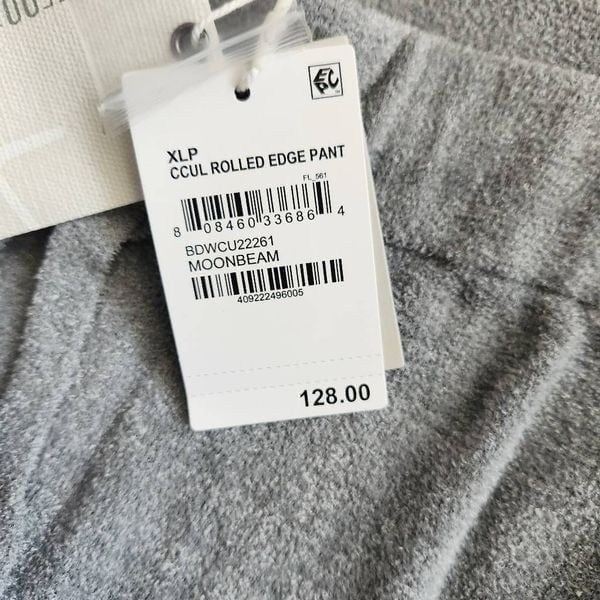 XLP
CCUL ROLLED EDGE PANT
FL_561
8 08460 33686 4
BDWCU22261
MOONBEAM
409222496005
128.00